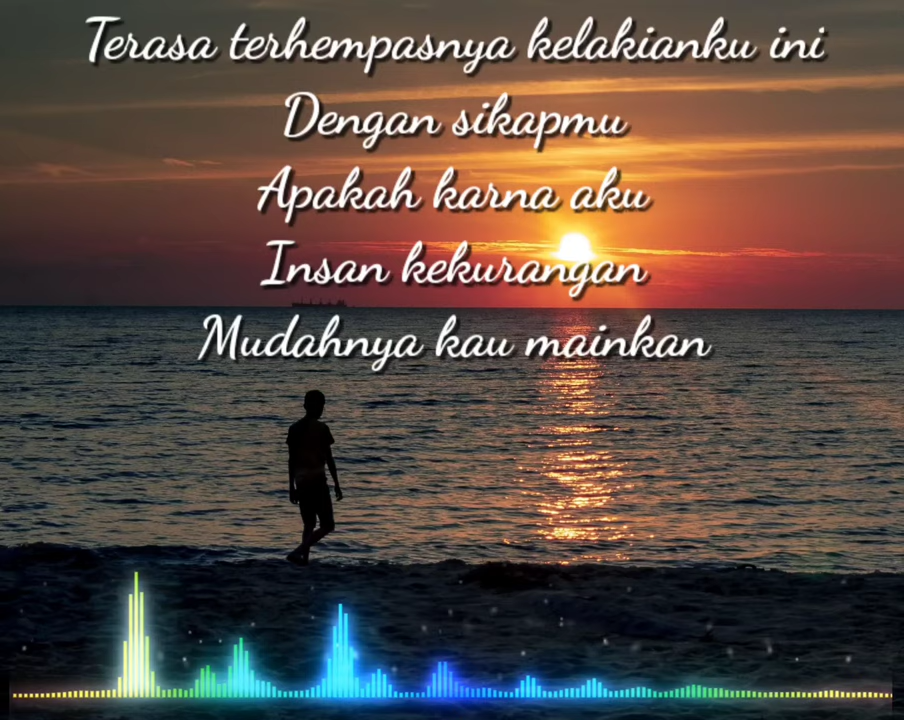 Terasa terhempasnya kelakianku ini
Dengan sikapmu
Apakah karna aku
Insan kekurangan
Mudahnya kau mainkan